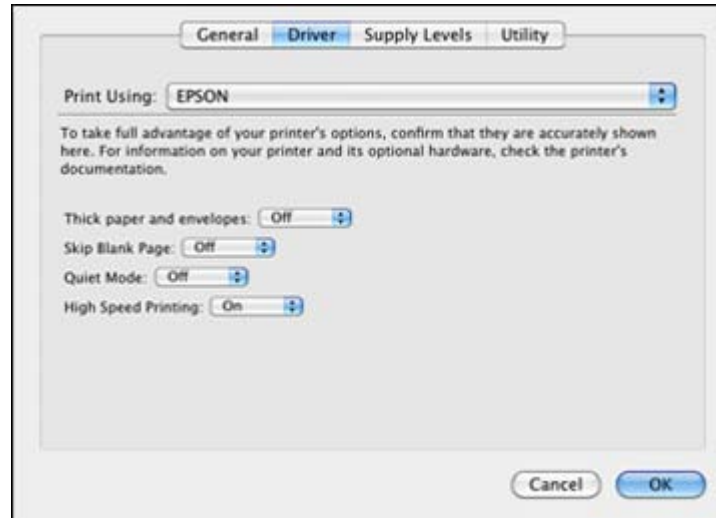 General Driver Supply Levels Utility
Print Using: EPSON
To take full advantage of your printer's options, confirm that they are accurately shown
here. For information on your printer and its optional hardware, check the printer's
documentation.
Thick paper and envelopes: Off
Skip Blank Page: Off
Quiet Mode: Off
High Speed Printing: On
Cancel OK